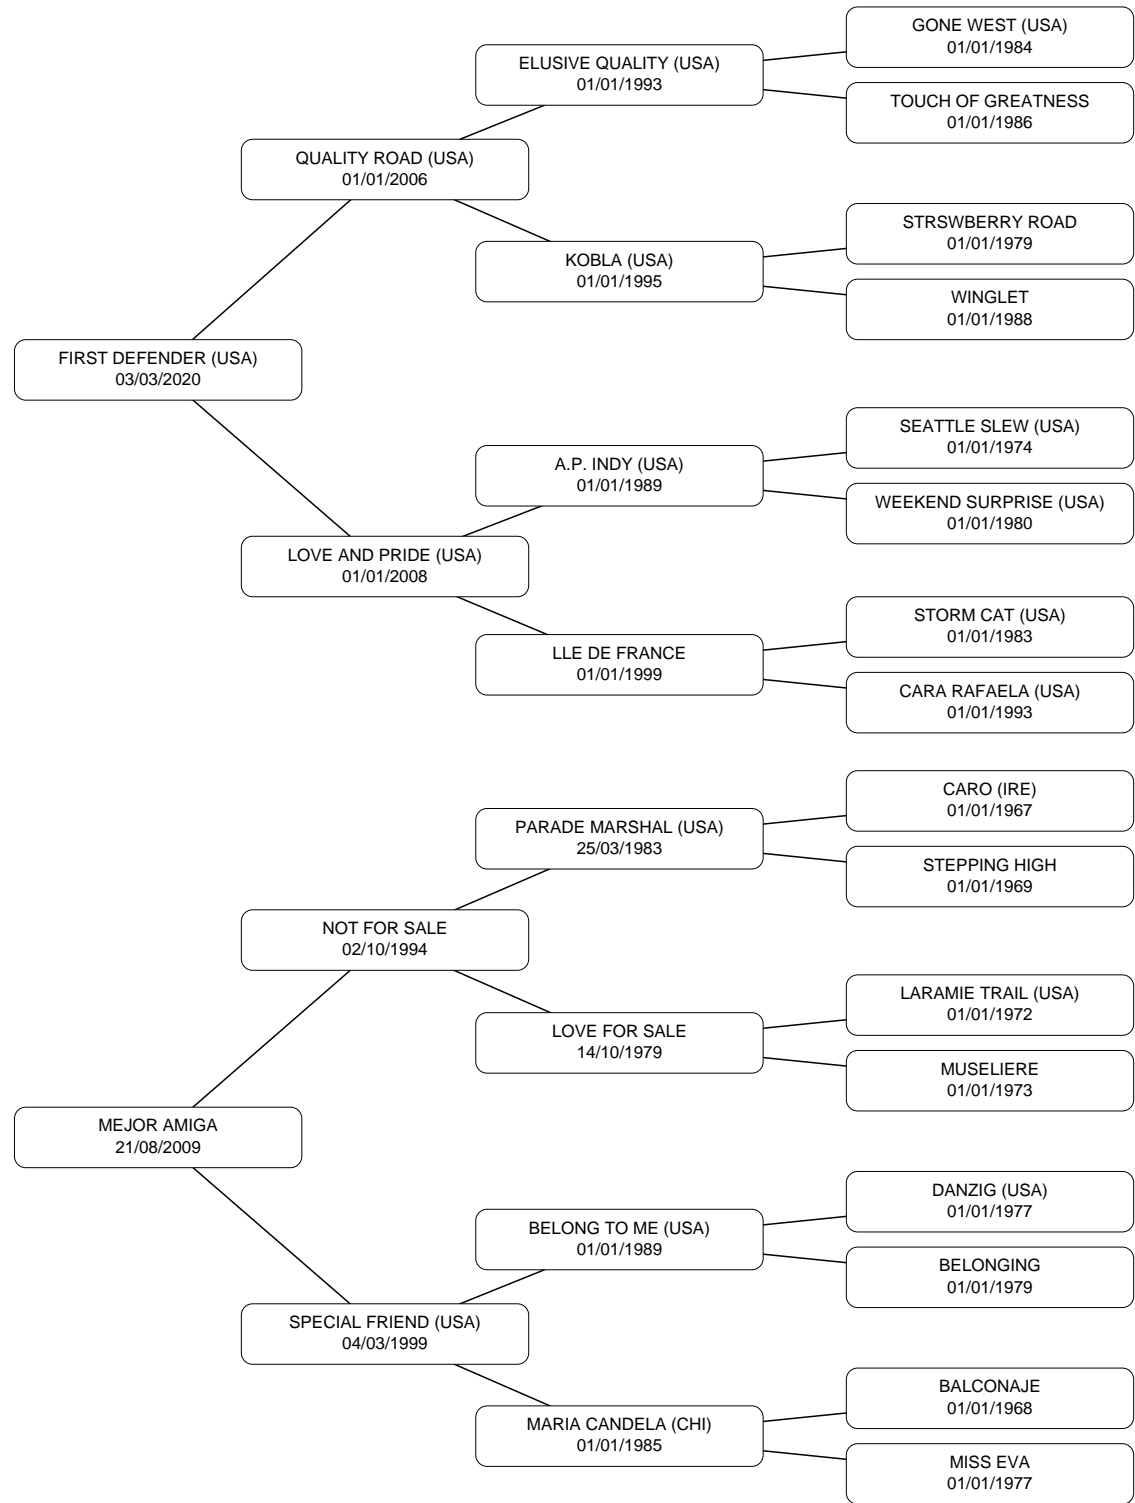 GONE WEST (USA)
01/01/1984
ELUSIVE QUALITY (USA)
01/01/1993
TOUCH OF GREATNESS
01/01/1986
QUALITY ROAD (USA)
01/01/2006
STRSWBERRY ROAD
01/01/1979
KOBLA (USA)
01/01/1995
WINGLET
01/01/1988
FIRST DEFENDER (USA)
03/03/2020
SEATTLE SLEW (USA)
01/01/1974
A.P. INDY (USA)
01/01/1989
WEEKEND SURPRISE (USA)
01/01/1980
LOVE AND PRIDE (USA)
01/01/2008
STORM CAT (USA)
01/01/1983
LLE DE FRANCE
01/01/1999
CARA RAFAELA (USA)
01/01/1993
CARO (IRE)
01/01/1967
PARADE MARSHAL (USA)
25/03/1983
STEPPING HIGH
01/01/1969
NOT FOR SALE
02/10/1994
LARAMIE TRAIL (USA)
01/01/1972
LOVE FOR SALE
14/10/1979
MUSELIERE
01/01/1973
MEJOR AMIGA
21/08/2009
DANZIG (USA)
01/01/1977
BELONG TO ME (USA)
01/01/1989
BELONGING
01/01/1979
SPECIAL FRIEND (USA)
04/03/1999
BALCONAJE
01/01/1968
MARIA CANDELA (CHI)
01/01/1985
MISS EVA
01/01/1977